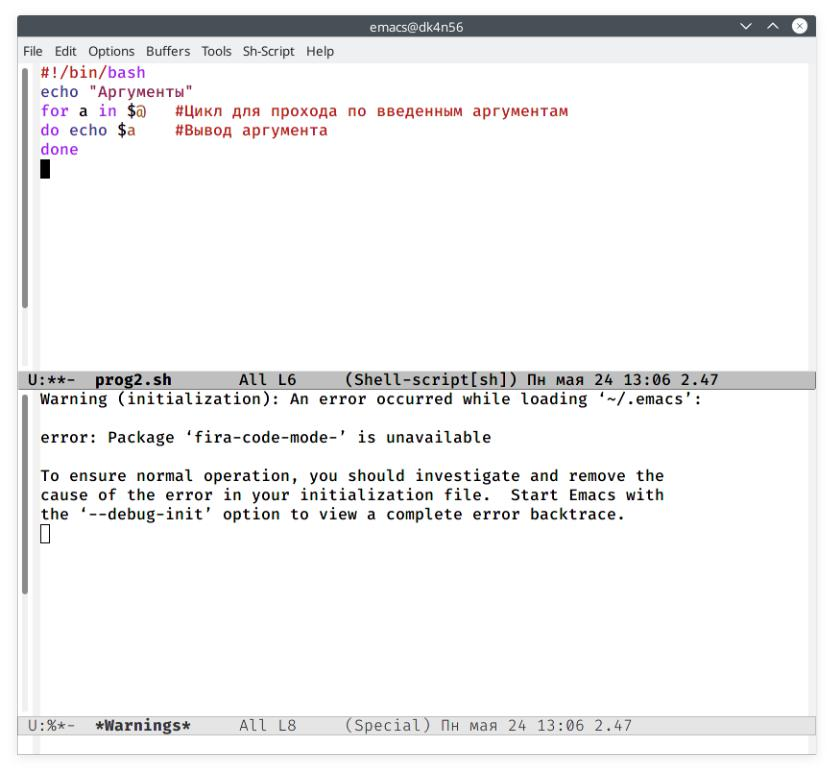 emacs@dk4n56
File Edit Options Buffers Tools Sh-Script Help
#!/bin/bash
echo "Аргументы"
for a in $@   #Цикл для прохода по введенным аргументам
do echo $a    #Вывод аргумента
done
U:**-  prog2.sh       All L6     (Shell-script[sh]) Пн мая 24 13:06 2.47
Warning (initialization): An error occurred while loading ‘~/.emacs’:
error: Package ‘fira-code-mode-’ is unavailable
To ensure normal operation, you should investigate and remove the
cause of the error in your initialization file.  Start Emacs with
the ‘--debug-init’ option to view a complete error backtrace.
U:%*-  *Warnings*     All L8     (Special) Пн мая 24 13:06 2.47